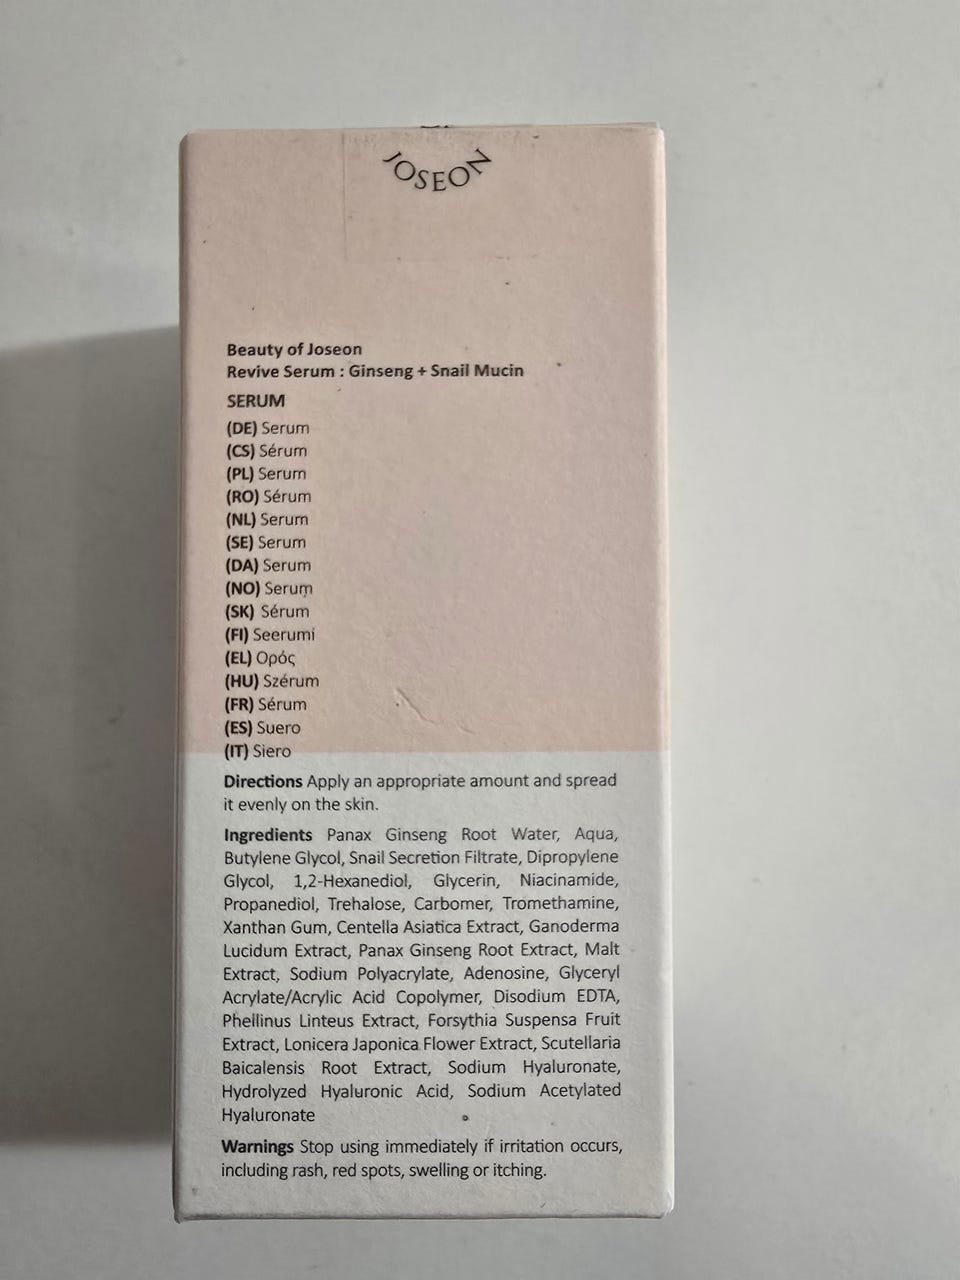 JOSEON
Beauty of Joseon
Revive Serum : Ginseng + Snail Mucin
SERUM
(DE) Serum
(CS) Sérum
(PL) Serum
(RO) Sérum
(NL) Serum
(SE) Serum
(DA) Serum
(NO) Serum
(SK) Sérum
(FI) Seerumi
(EL) Ορός
(HU) Szérum
(FR) Sérum
(ES) Suero
(IT) Siero
Directions Apply an appropriate amount and spread
it evenly on the skin.
Ingredients Panax Ginseng Root Water, Aqua,
Butylene Glycol, Snail Secretion Filtrate, Dipropylene
Glycol, 1,2-Hexanediol, Glycerin, Niacinamide,
Propanediol, Trehalose, Carbomer, Tromethamine,
Xanthan Gum, Centella Asiatica Extract, Ganoderma
Lucidum Extract, Panax Ginseng Root Extract, Malt
Extract, Sodium Polyacrylate, Adenosine, Glyceryl
Acrylate/Acrylic Acid Copolymer, Disodium EDTA,
Phellinus Linteus Extract, Forsythia Suspensa Fruit
Extract, Lonicera Japonica Flower Extract, Scutellaria
Baicalensis Root Extract, Sodium Hyaluronate,
Hydrolyzed Hyaluronic Acid, Sodium Acetylated
Hyaluronate
Warnings Stop using immediately if irritation occurs,
including rash, red spots, swelling or itching.